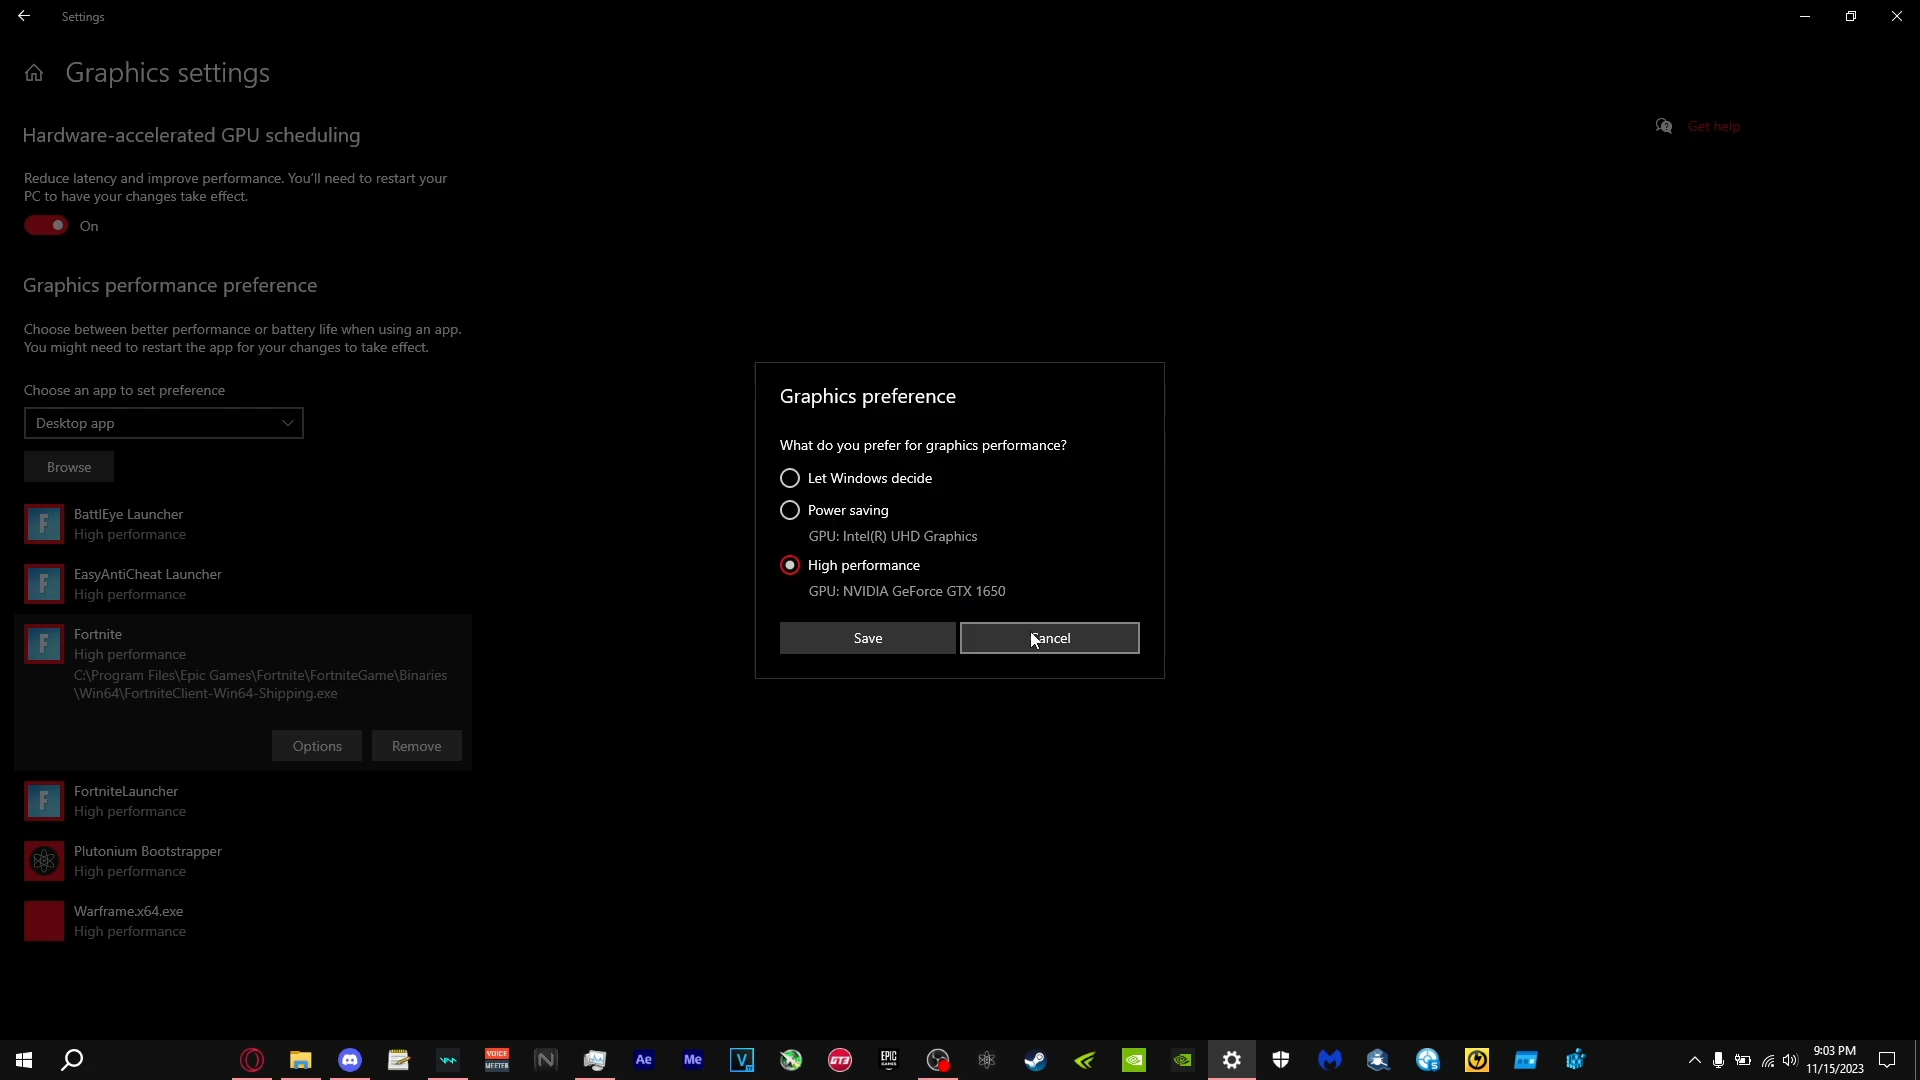 Settings
Graphics settings
Hardware-accelerated GPU scheduling
Reduce latency and improve performance. You'll need to restart your
PC to have your changes take effect.
On
Get help
Graphics performance preference
Choose between better performance or battery life when using an app.
You might need to restart the app for your changes to take effect.
Choose an app to set preference
Desktop app
Browse
BattlEye Launcher
High performance
EasyAntiCheat Launcher
High performance
Fortnite
High performance
C:\Program Files\Epic Games\Fortnite\FortniteGame\Binaries
\Win64\FortniteClient-Win64-Shipping.exe
Options
Remove
FortniteLauncher
High performance
Plutonium Bootstrapper
High performance
Warframe.x64.exe
High performance
Graphics preference
What do you prefer for graphics performance?
Let Windows decide
Power saving
GPU: Intel(R) UHD Graphics
High performance
GPU: NVIDIA GeForce GTX 1650
Save
Cancel
VOICE
MEETER
Ae
Me
V
GT3
EPIC
GAMES
9:03 PM
11/15/2023